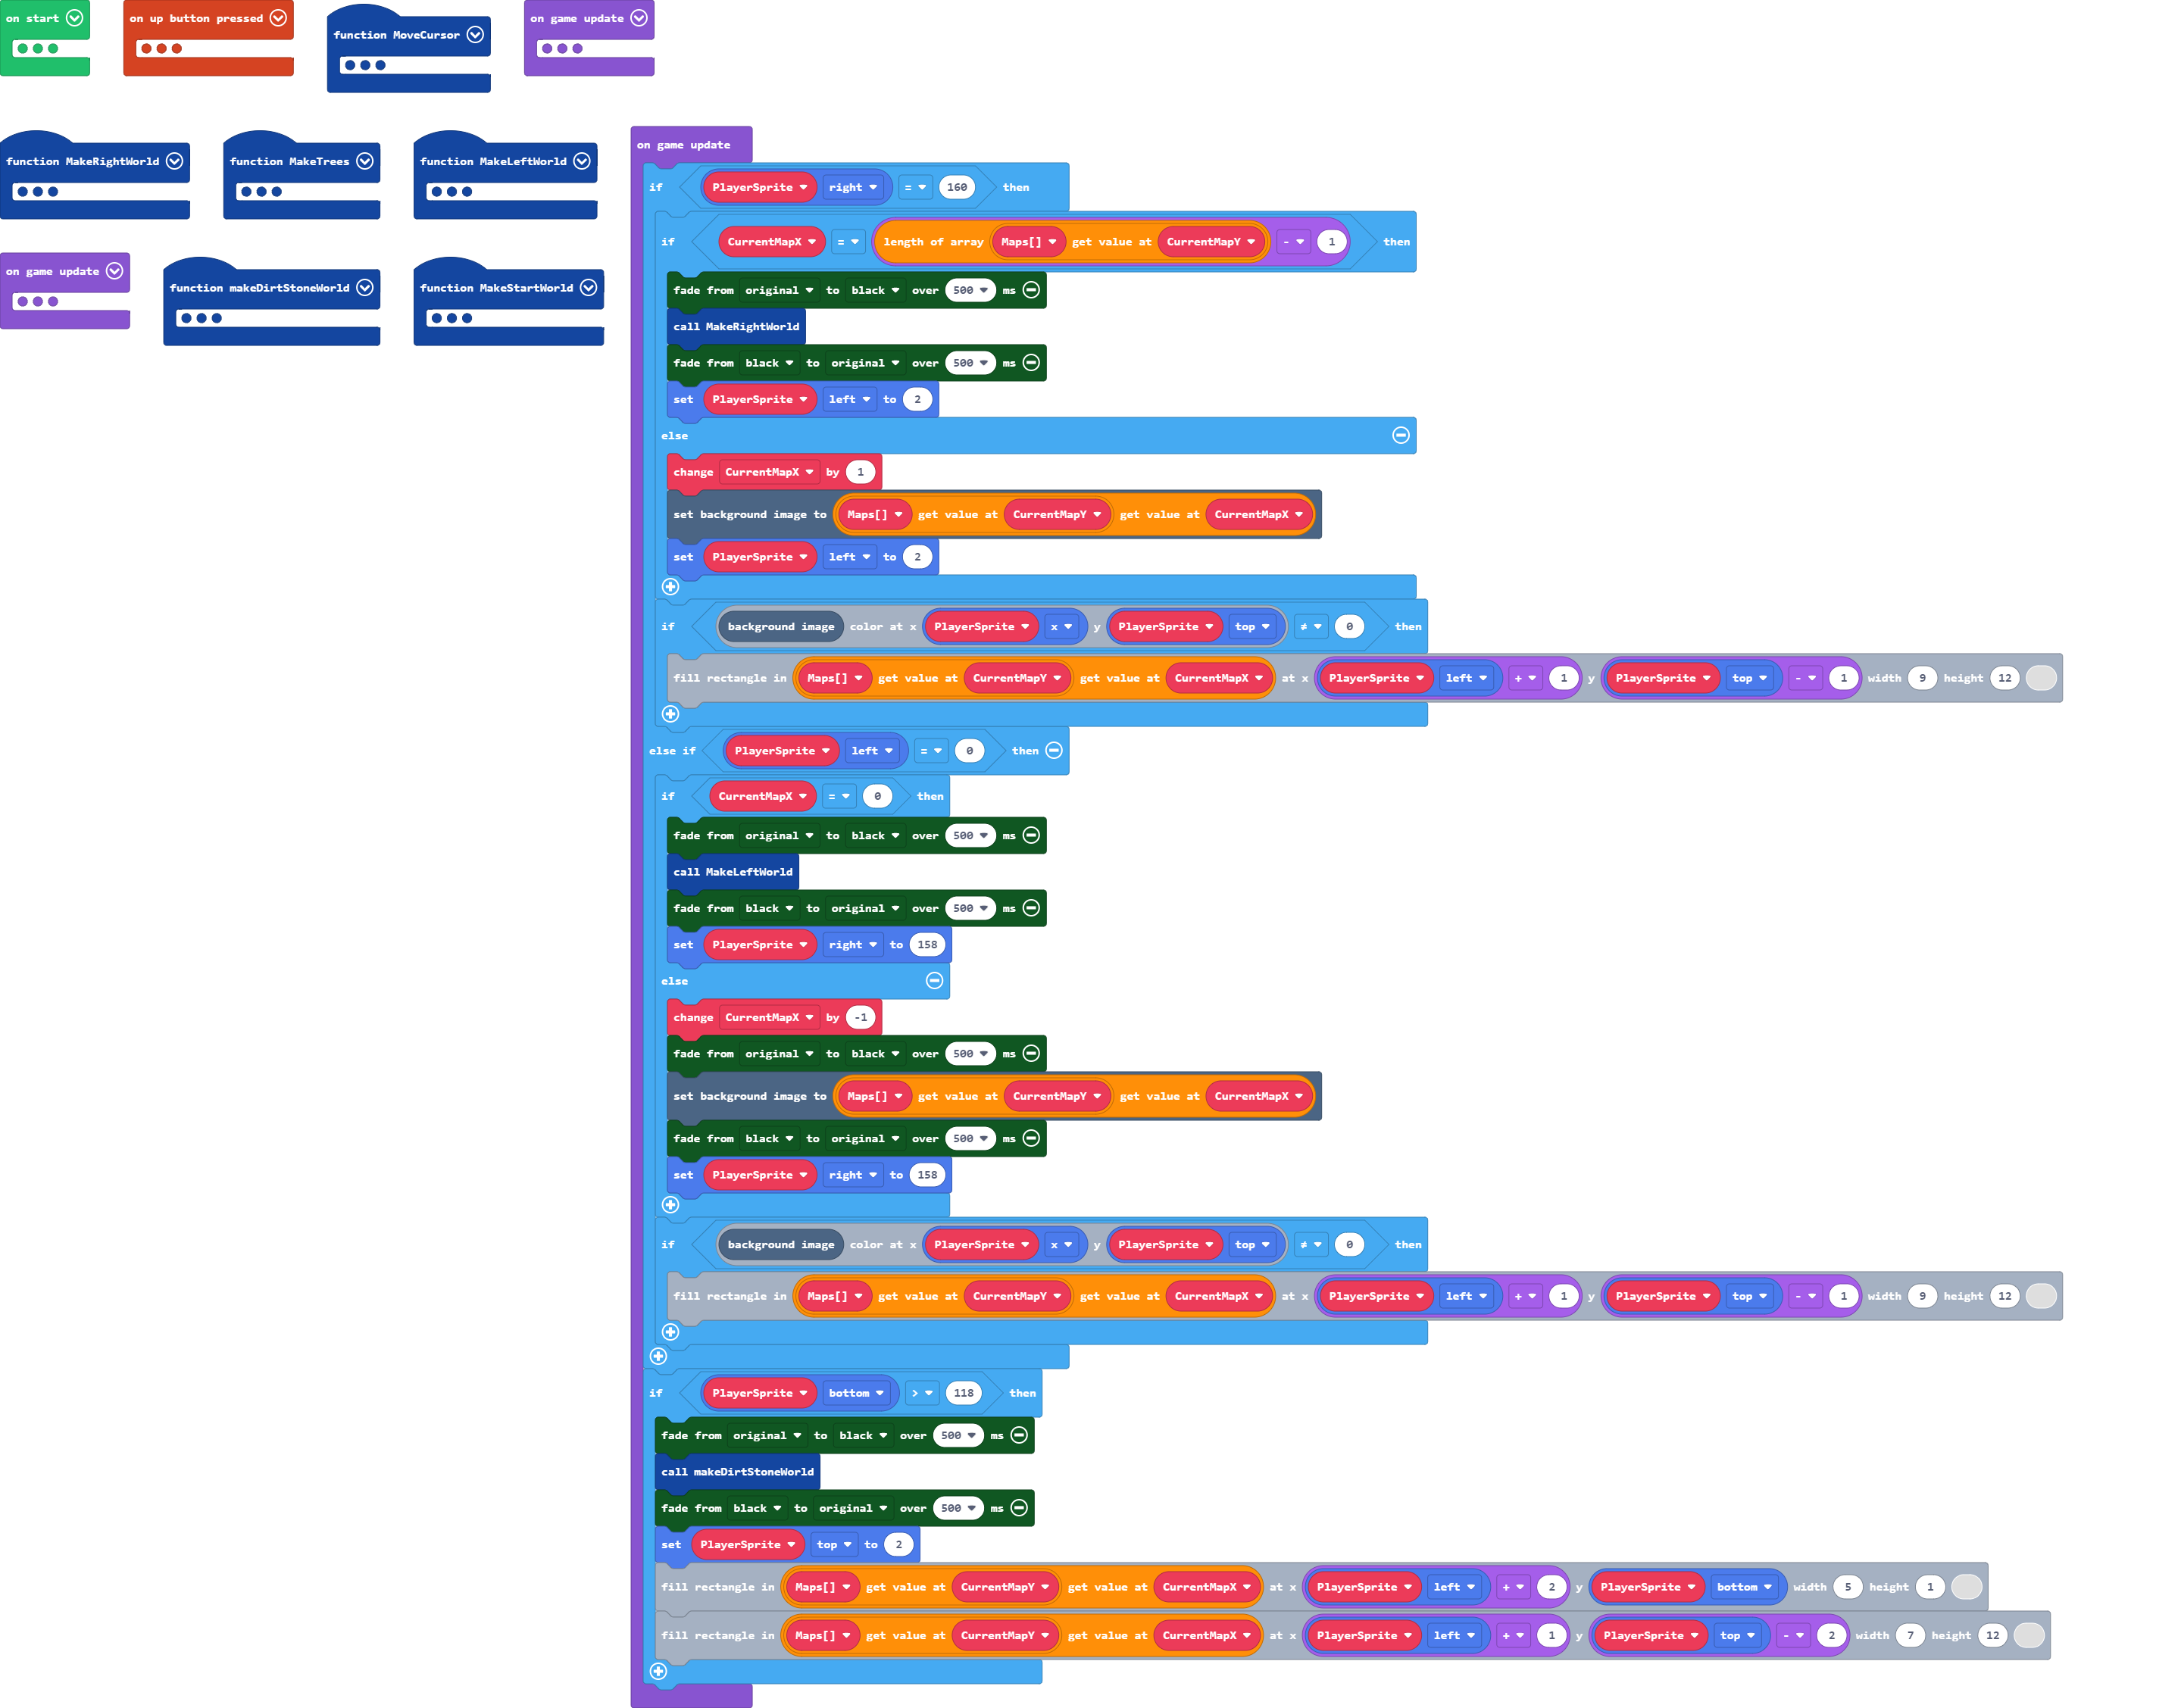 on start
on up button pressed
function MoveCursor
on game update
function MakeRightWorld
function MakeTrees
function MakeLeftWorld
on game update
function makeDirtStoneWorld
function MakeStartWorld
on game update
if PlayerSprite right = 160 then
if CurrentMapX = length of array Maps[] get value at CurrentMapY - 1 then
fade from original to black over 500 ms
call MakeRightWorld
fade from black to original over 500 ms
set PlayerSprite left to 2
else
change CurrentMapX by 1
set background image to Maps[] get value at CurrentMapY get value at CurrentMapX
set PlayerSprite left to 2
if background image color at x PlayerSprite x y PlayerSprite top ≠ 0 then
fill rectangle in Maps[] get value at CurrentMapY get value at CurrentMapX at x PlayerSprite left + 1 y PlayerSprite top - 1 width 9 height 12
else if PlayerSprite left = 0 then
if CurrentMapX = 0 then
fade from original to black over 500 ms
call MakeLeftWorld
fade from black to original over 500 ms
set PlayerSprite right to 158
else
change CurrentMapX by -1
fade from original to black over 500 ms
set background image to Maps[] get value at CurrentMapY get value at CurrentMapX
fade from black to original over 500 ms
set PlayerSprite right to 158
if background image color at x PlayerSprite x y PlayerSprite top ≠ 0 then
fill rectangle in Maps[] get value at CurrentMapY get value at CurrentMapX at x PlayerSprite left + 1 y PlayerSprite top - 1 width 9 height 12
if PlayerSprite bottom > 118 then
fade from original to black over 500 ms
call makeDirtStoneWorld
fade from black to original over 500 ms
set PlayerSprite top to 2
fill rectangle in Maps[] get value at CurrentMapY get value at CurrentMapX at x PlayerSprite left + 2 y PlayerSprite bottom width 5 height 1
fill rectangle in Maps[] get value at CurrentMapY get value at CurrentMapX at x PlayerSprite left + 1 y PlayerSprite top - 2 width 7 height 12